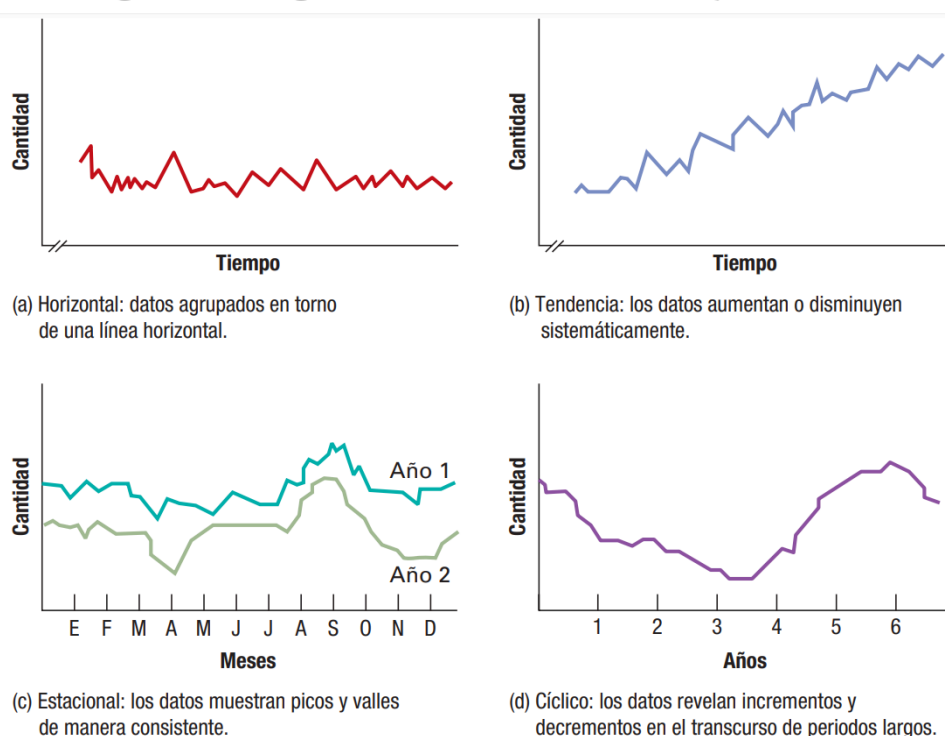 Cantidad
Tiempo
(a) Horizontal: datos agrupados en torno
de una línea horizontal.
Cantidad
Tiempo
(b) Tendencia: los datos aumentan o disminuyen
sistemáticamente.
Cantidad
Año 1
Año 2
E F M A M J J A S O N D
Meses
(c) Estacional: los datos muestran picos y valles
de manera consistente.
Cantidad
1 2 3 4 5 6
Años
(d) Cíclico: los datos revelan incrementos y
decrementos en el transcurso de periodos largos.